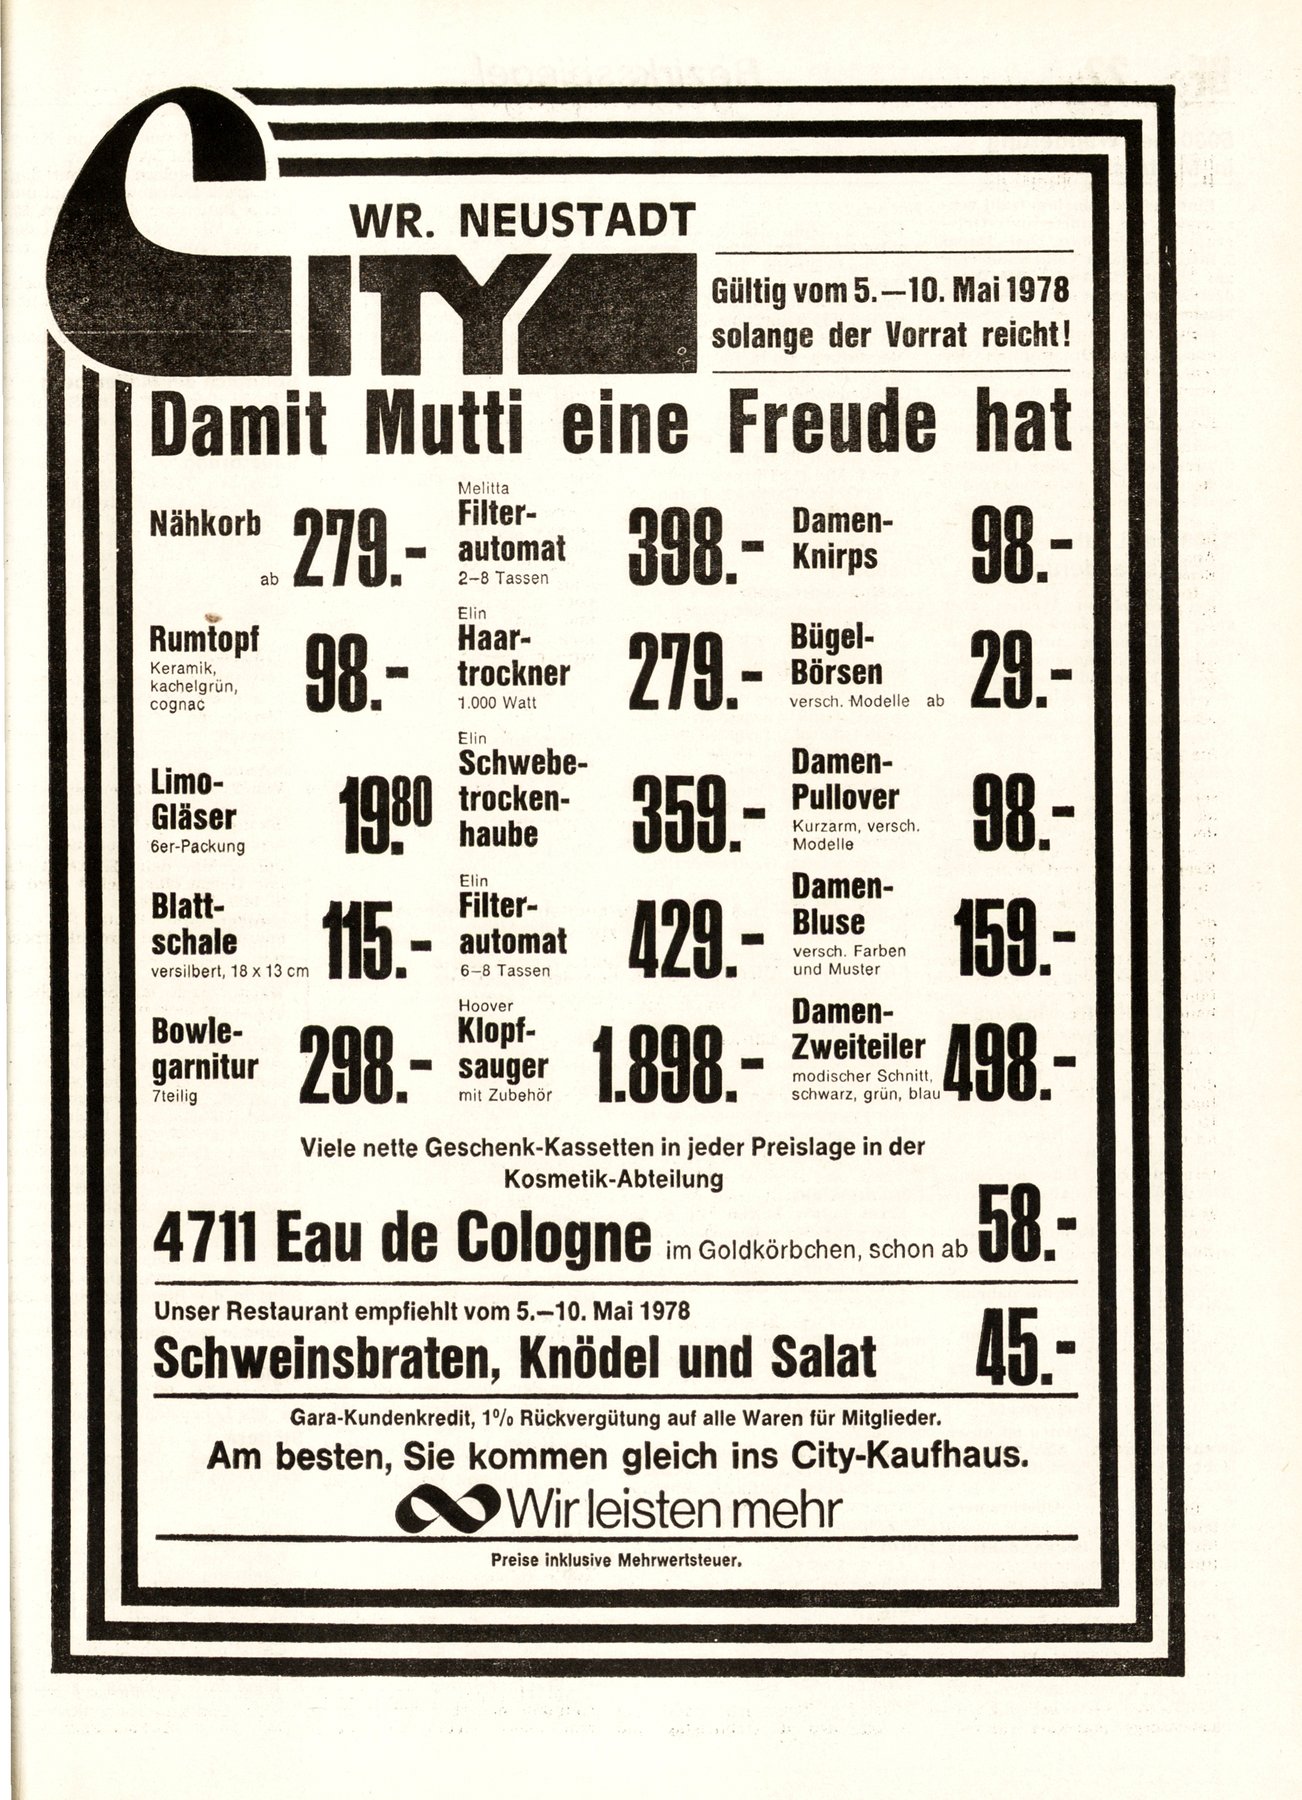 WR. NEUSTADT
CITY
Gültig vom 5.—10. Mai 1978
solange der Vorrat reicht!
Damit Mutti eine Freude hat
Nähkorb
ab 279.-
Rumtopf
Keramik,
kachelgrün,
cognac
98.-
Limo-
Gläser
6er-Packung
19.80
Blatt-
schale
versilbert, 18 x 13 cm
115.-
Bowle-
garnitur
7teilig
298.-
Melitta
Filter-
automat
2–8 Tassen
398.-
Elin
Haar-
trockner
1.000 Watt
279.-
Elin
Schwebe-
trocken-
haube
359.-
Elin
Filter-
automat
6–8 Tassen
429.-
Hoover
Klopf-
sauger
mit Zubehör
1.898.-
Damen-
Knirps
98.-
Bügel-
Börsen
versch. Modelle ab
29.-
Damen-
Pullover
Kurzarm, versch.
Modelle
98.-
Damen-
Bluse
versch. Farben
und Muster
159.-
Damen-
Zweiteiler
modischer Schnitt,
schwarz, grün, blau
498.-
Viele nette Geschenk-Kassetten in jeder Preislage in der
Kosmetik-Abteilung
4711 Eau de Cologne im Goldkörbchen, schon ab 58.-
Unser Restaurant empfiehlt vom 5.—10. Mai 1978
Schweinsbraten, Knödel und Salat 45.-
Gara-Kundenkredit, 1% Rückvergütung auf alle Waren für Mitglieder.
Am besten, Sie kommen gleich ins City-Kaufhaus.
Wir leisten mehr
Preise inklusive Mehrwertsteuer.